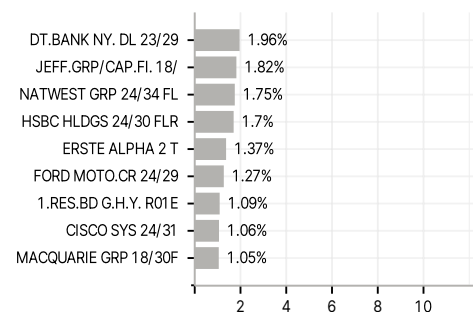 DT.BANK NY. DL 23/29 1.96%
JEFF.GRP/CAP.FI. 18/ 1.82%
NATWEST GRP 24/34 FL 1.75%
HSBC HLDGS 24/30 FLR 1.7%
ERSTE ALPHA 2 T 1.37%
FORD MOTO.CR 24/29 1.27%
1.RES.BD G.H.Y. R01E 1.09%
CISCO SYS 24/31 1.06%
MACQUARIE GRP 18/30F 1.05%
2 4 6 8 10